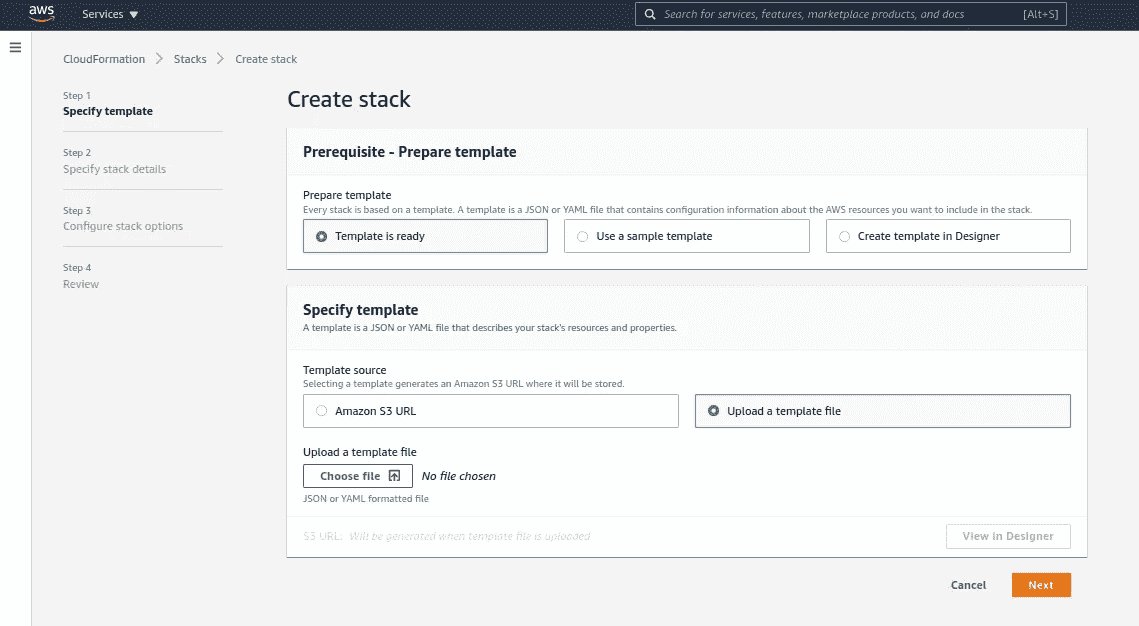 aws
Services ▼
Search for services, features, marketplace products, and docs [Alt+S]
CloudFormation > Stacks > Create stack
Step 1
Specify template
Step 2
Specify stack details
Step 3
Configure stack options
Step 4
Review
Create stack
Prerequisite - Prepare template
Prepare template
Every stack is based on a template. A template is a JSON or YAML file that contains configuration information about the AWS resources you want to include in the stack.
Template is ready
Use a sample template
Create template in Designer
Specify template
A template is a JSON or YAML file that describes your stack's resources and properties.
Template source
Selecting a template generates an Amazon S3 URL where it will be stored.
Amazon S3 URL
Upload a template file
Upload a template file
Choose file No file chosen
JSON or YAML formatted file
S3 URL: Will be generated when template file is uploaded
View in Designer
Cancel
Next